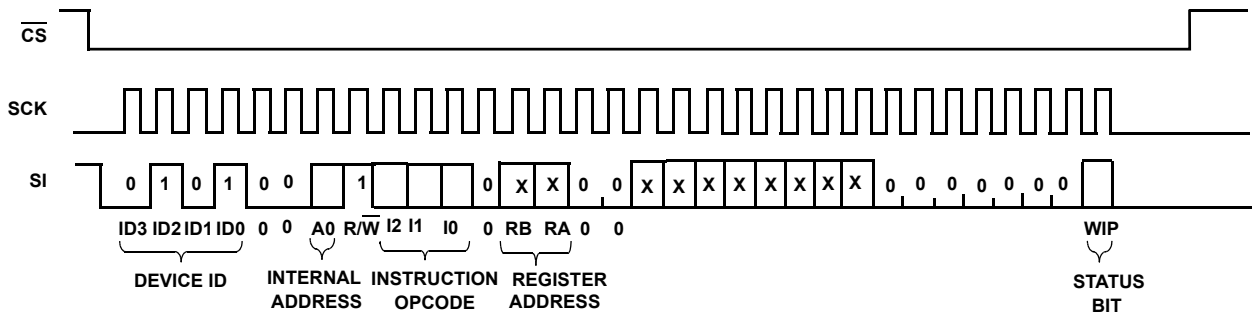 CS
SCK
SI 0 1 0 1 0 0 1 0 X X 0 0 X X X X X X X X 0 0 0 0 0 0 0
ID3 ID2 ID1 ID0 0 0 A0 R/W I2 I1 I0 0 RB RA 0 0 WIP
DEVICE ID INTERNAL ADDRESS INSTRUCTION OPCODE REGISTER ADDRESS STATUS BIT